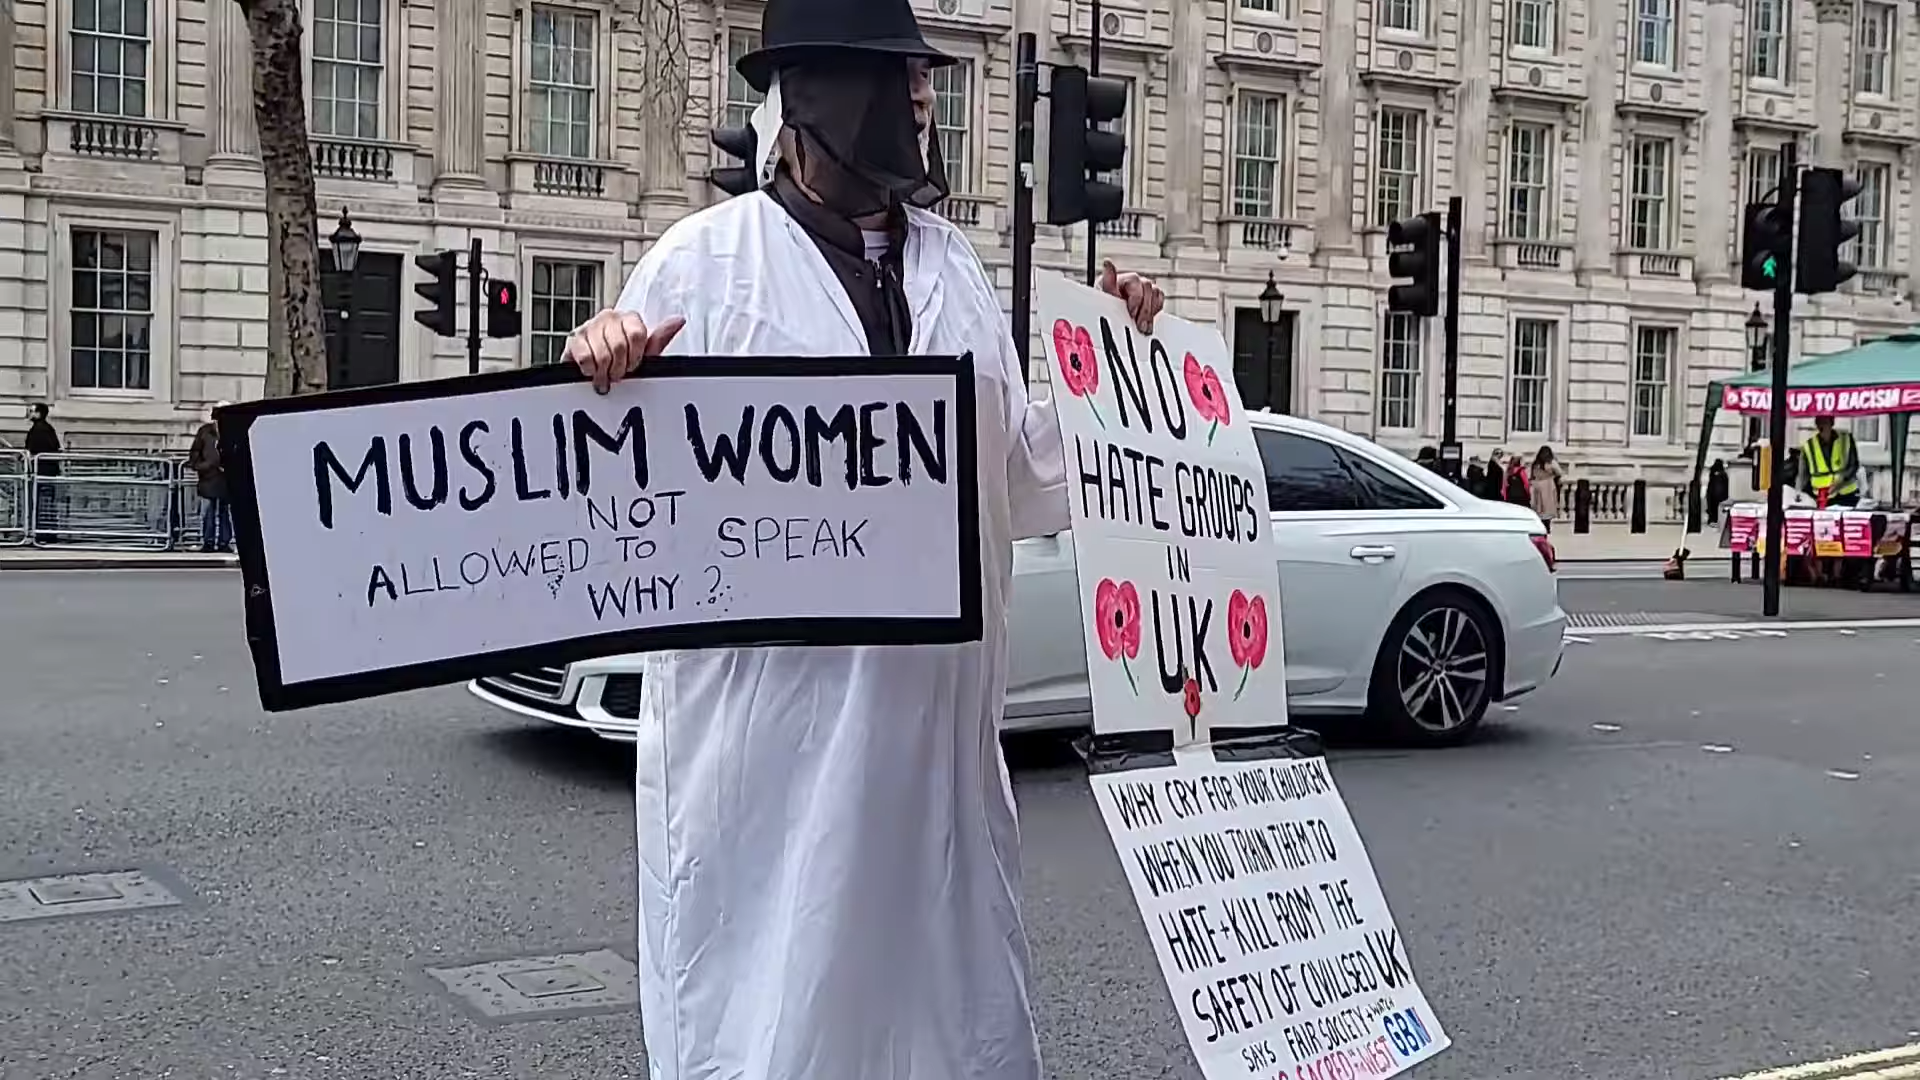 MUSLIM WOMEN
NOT
ALLOWED TO SPEAK
WHY ?
NO
HATE GROUPS
IN
UK
WHY CRY FOR YOUR CHILDREN
WHEN YOU TRAIN THEM TO
HATE + KILL FROM THE
SAFETY OF CIVILISED UK
SAYS FAIR SOCIETY + WATCH
SACRED WEST GBN
UP TO RACISM